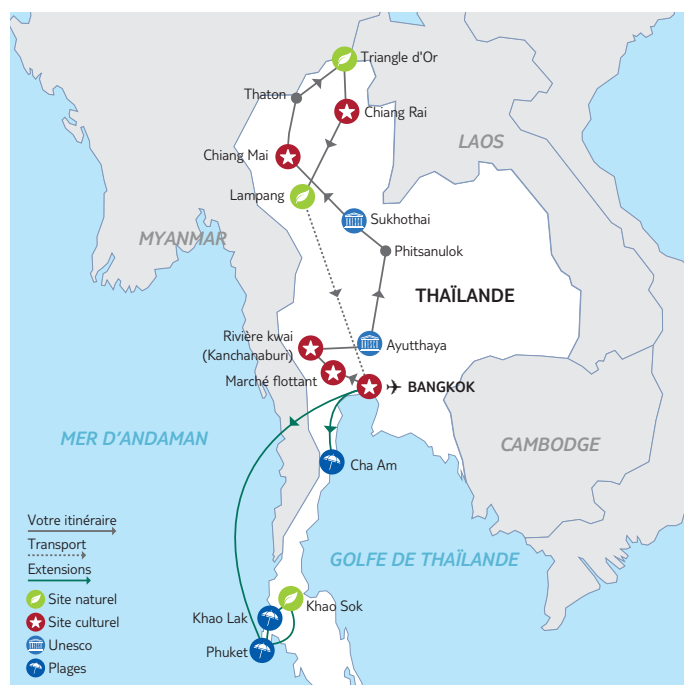 Triangle d'Or
Thaton
Chiang Rai
LAOS
Chiang Mai
Lampang
Sukhothai
MYANMAR
Phitsanulok
THAÏLANDE
Rivière kwai
(Kanchanaburi)
Ayutthaya
Marché flottant
BANGKOK
MER D'ANDAMAN
CAMBODGE
Cha Am
Votre itinéraire
Transport
GOLFE DE THAÏLANDE
Extensions
Site naturel
Khao Sok
Khao Lak
Site culturel
Unesco
Phuket
Plages